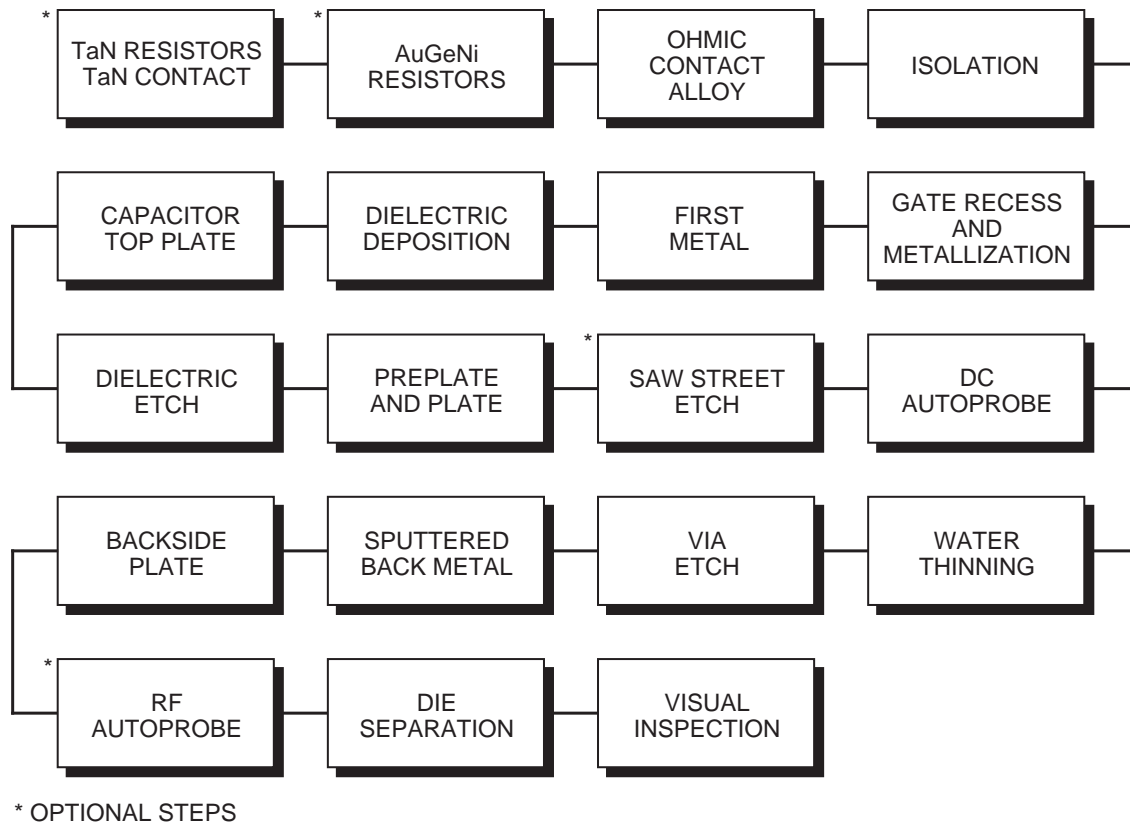 *
TaN RESISTORS
TaN CONTACT
*
AuGeNi
RESISTORS
OHMIC
CONTACT
ALLOY
ISOLATION
CAPACITOR
TOP PLATE
DIELECTRIC
DEPOSITION
FIRST
METAL
GATE RECESS
AND
METALLIZATION
DIELECTRIC
ETCH
PREPLATE
AND PLATE
*
SAW STREET
ETCH
DC
AUTOPROBE
BACKSIDE
PLATE
SPUTTERED
BACK METAL
VIA
ETCH
WATER
THINNING
*
RF
AUTOPROBE
DIE
SEPARATION
VISUAL
INSPECTION
* OPTIONAL STEPS